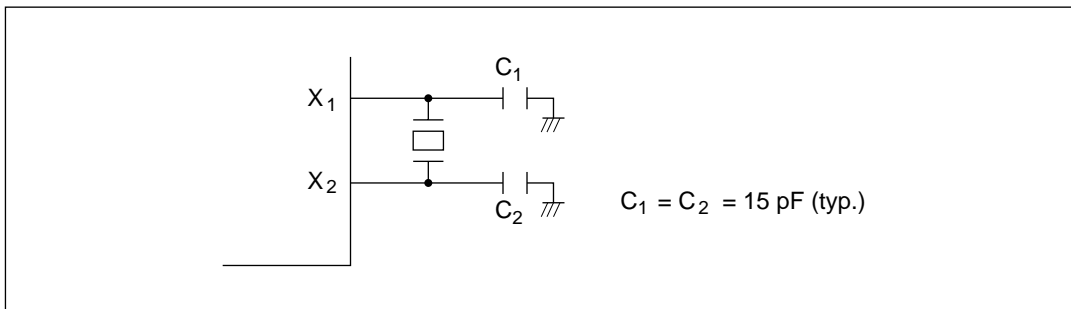 C1
X1
X2
C2
C1 = C2 = 15 pF (typ.)